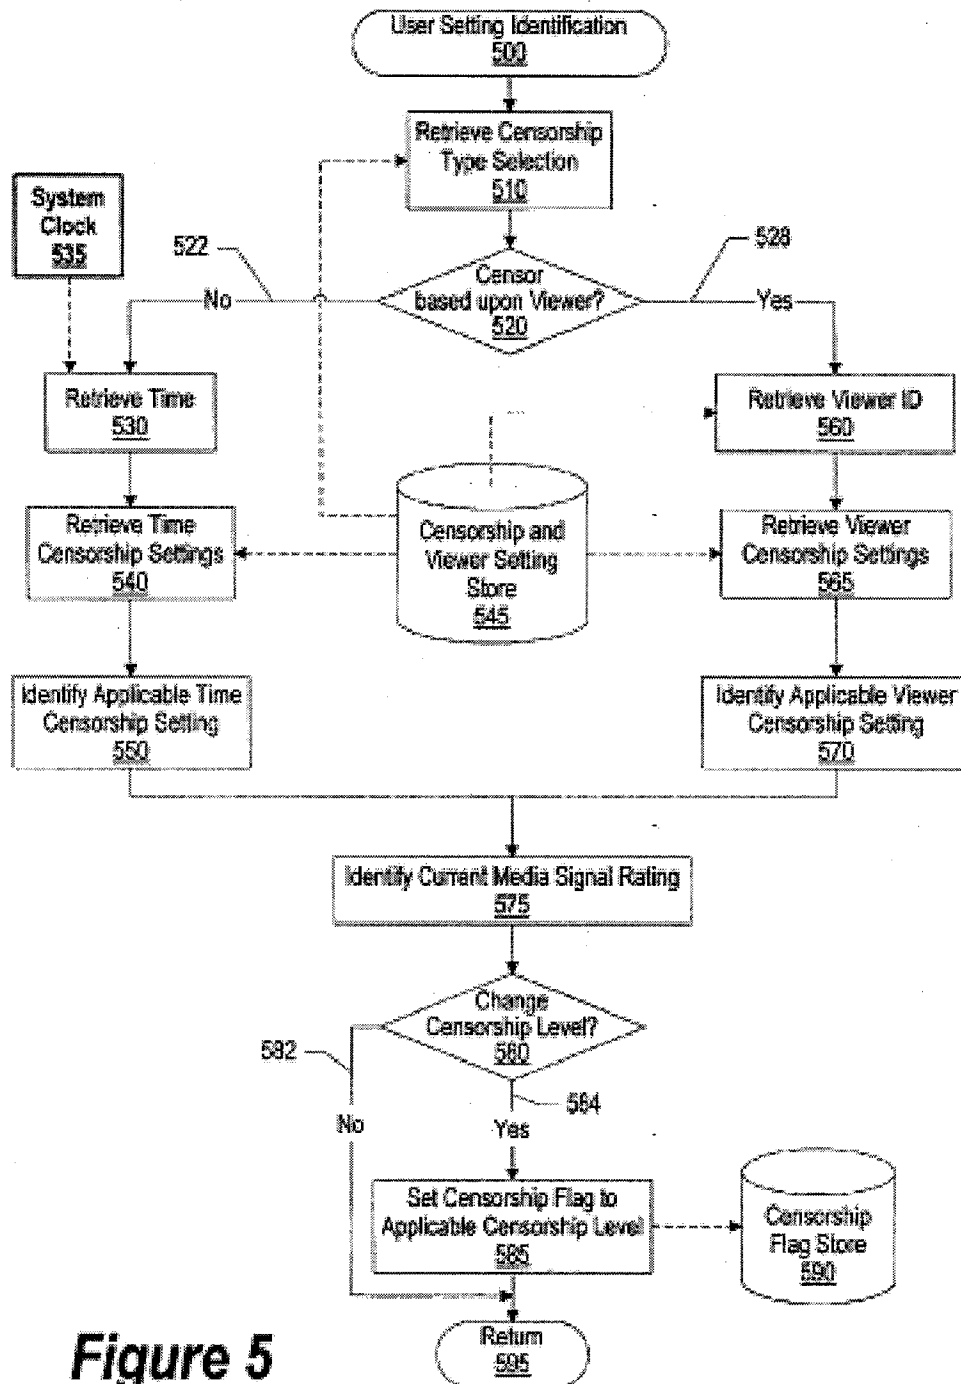 User Setting Identification
500
Retrieve Censorship
Type Selection
510
System
Clock
535
522
528
Censor
based upon Viewer?
520
No
Yes
Retrieve Time
530
Retrieve Viewer ID
560
Retrieve Time
Censorship Settings
540
Censorship and
Viewer Setting
Store
545
Retrieve Viewer
Censorship Settings
565
Identify Applicable Time
Censorship Setting
550
Identify Applicable Viewer
Censorship Setting
570
Identify Current Media Signal Rating
575
Change
Censorship Level?
580
582
584
No
Yes
Set Censorship Flag to
Applicable Censorship Level
585
Censorship
Flag Store
590
Return
595
Figure 5